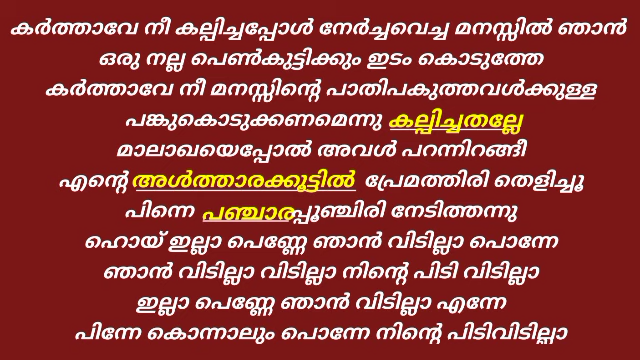 കർത്താവേ നീ കല്പിച്ചപ്പോൾ നേർച്ചവെച്ച മനസ്സിൽ ഞാൻ
ഒരു നല്ല പെൺകുട്ടിക്കും ഇടം കൊടുത്തേ
കർത്താവേ നീ മനസ്സിന്റെ പാതിപകുത്തവൾക്കുള്ള
പങ്കുകൊടുക്കണമെന്നു കല്പിച്ചതല്ലേ
മാലാഖയെപ്പോൽ അവൾ പറന്നിറങ്ങീ
എന്റെ അൾത്താരക്കൂട്ടിൽ പ്രേമത്തിരി തെളിച്ചൂ
പിന്നെ പഞ്ചാരപ്പൂഞ്ചിരി നേടിത്തന്നു
ഹൊയ് ഇല്ലാ പെണ്ണേ ഞാൻ വിടില്ലാ പൊന്നേ
ഞാൻ വിടില്ലാ വിടില്ലാ നിന്റെ പിടി വിടില്ലാ
ഇല്ലാ പെണ്ണേ ഞാൻ വിടില്ലാ എന്നേ
പിന്നേ കൊന്നാലും പൊന്നേ നിന്റെ പിടിവിടില്ലാ